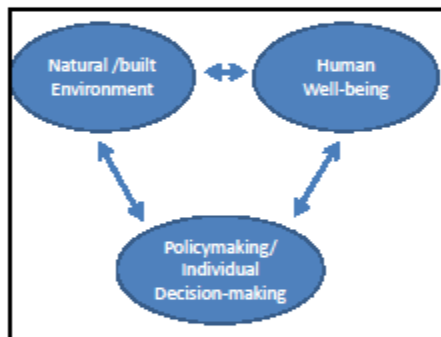 Natural /built
Environment
Human
Well-being
Policymaking/
Individual
Decision-making